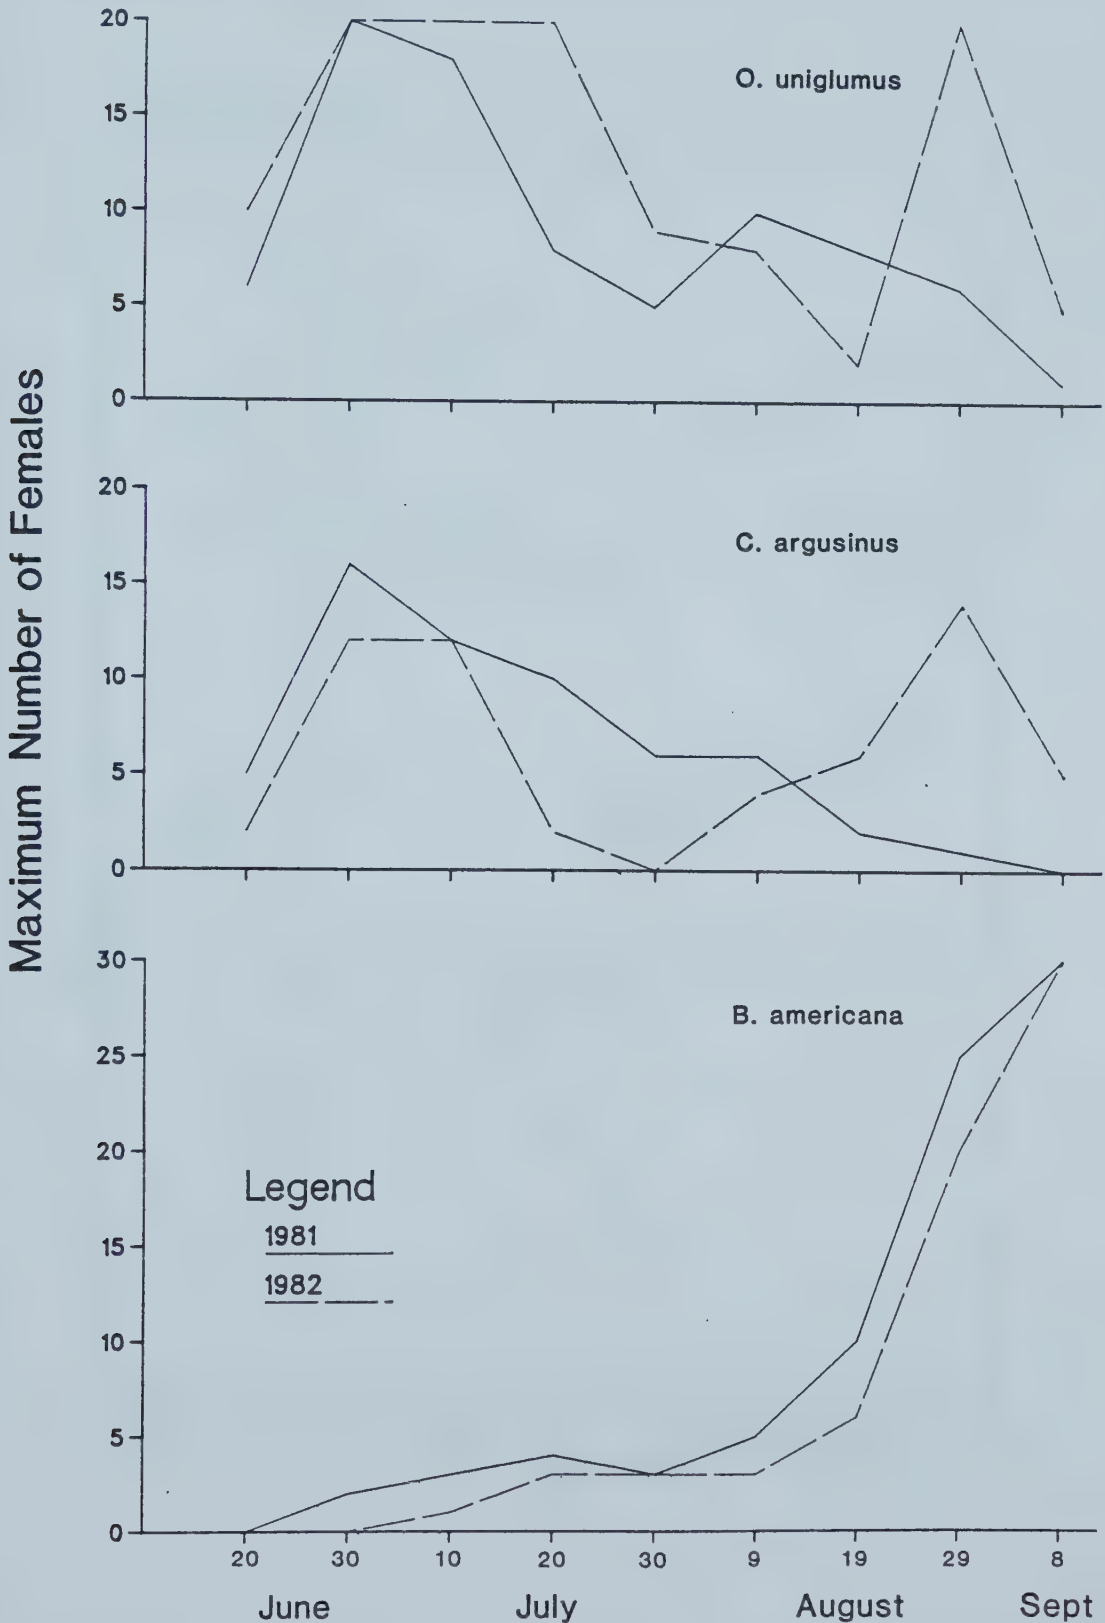 Maximum Number of Females
O. uniglumus
20
15
10
5
0
C. argusinus
20
15
10
5
0
B. americana
30
25
20
15
10
5
0
Legend
1981
1982
20 30 10 20 30 9 19 29 8
June July August Sept